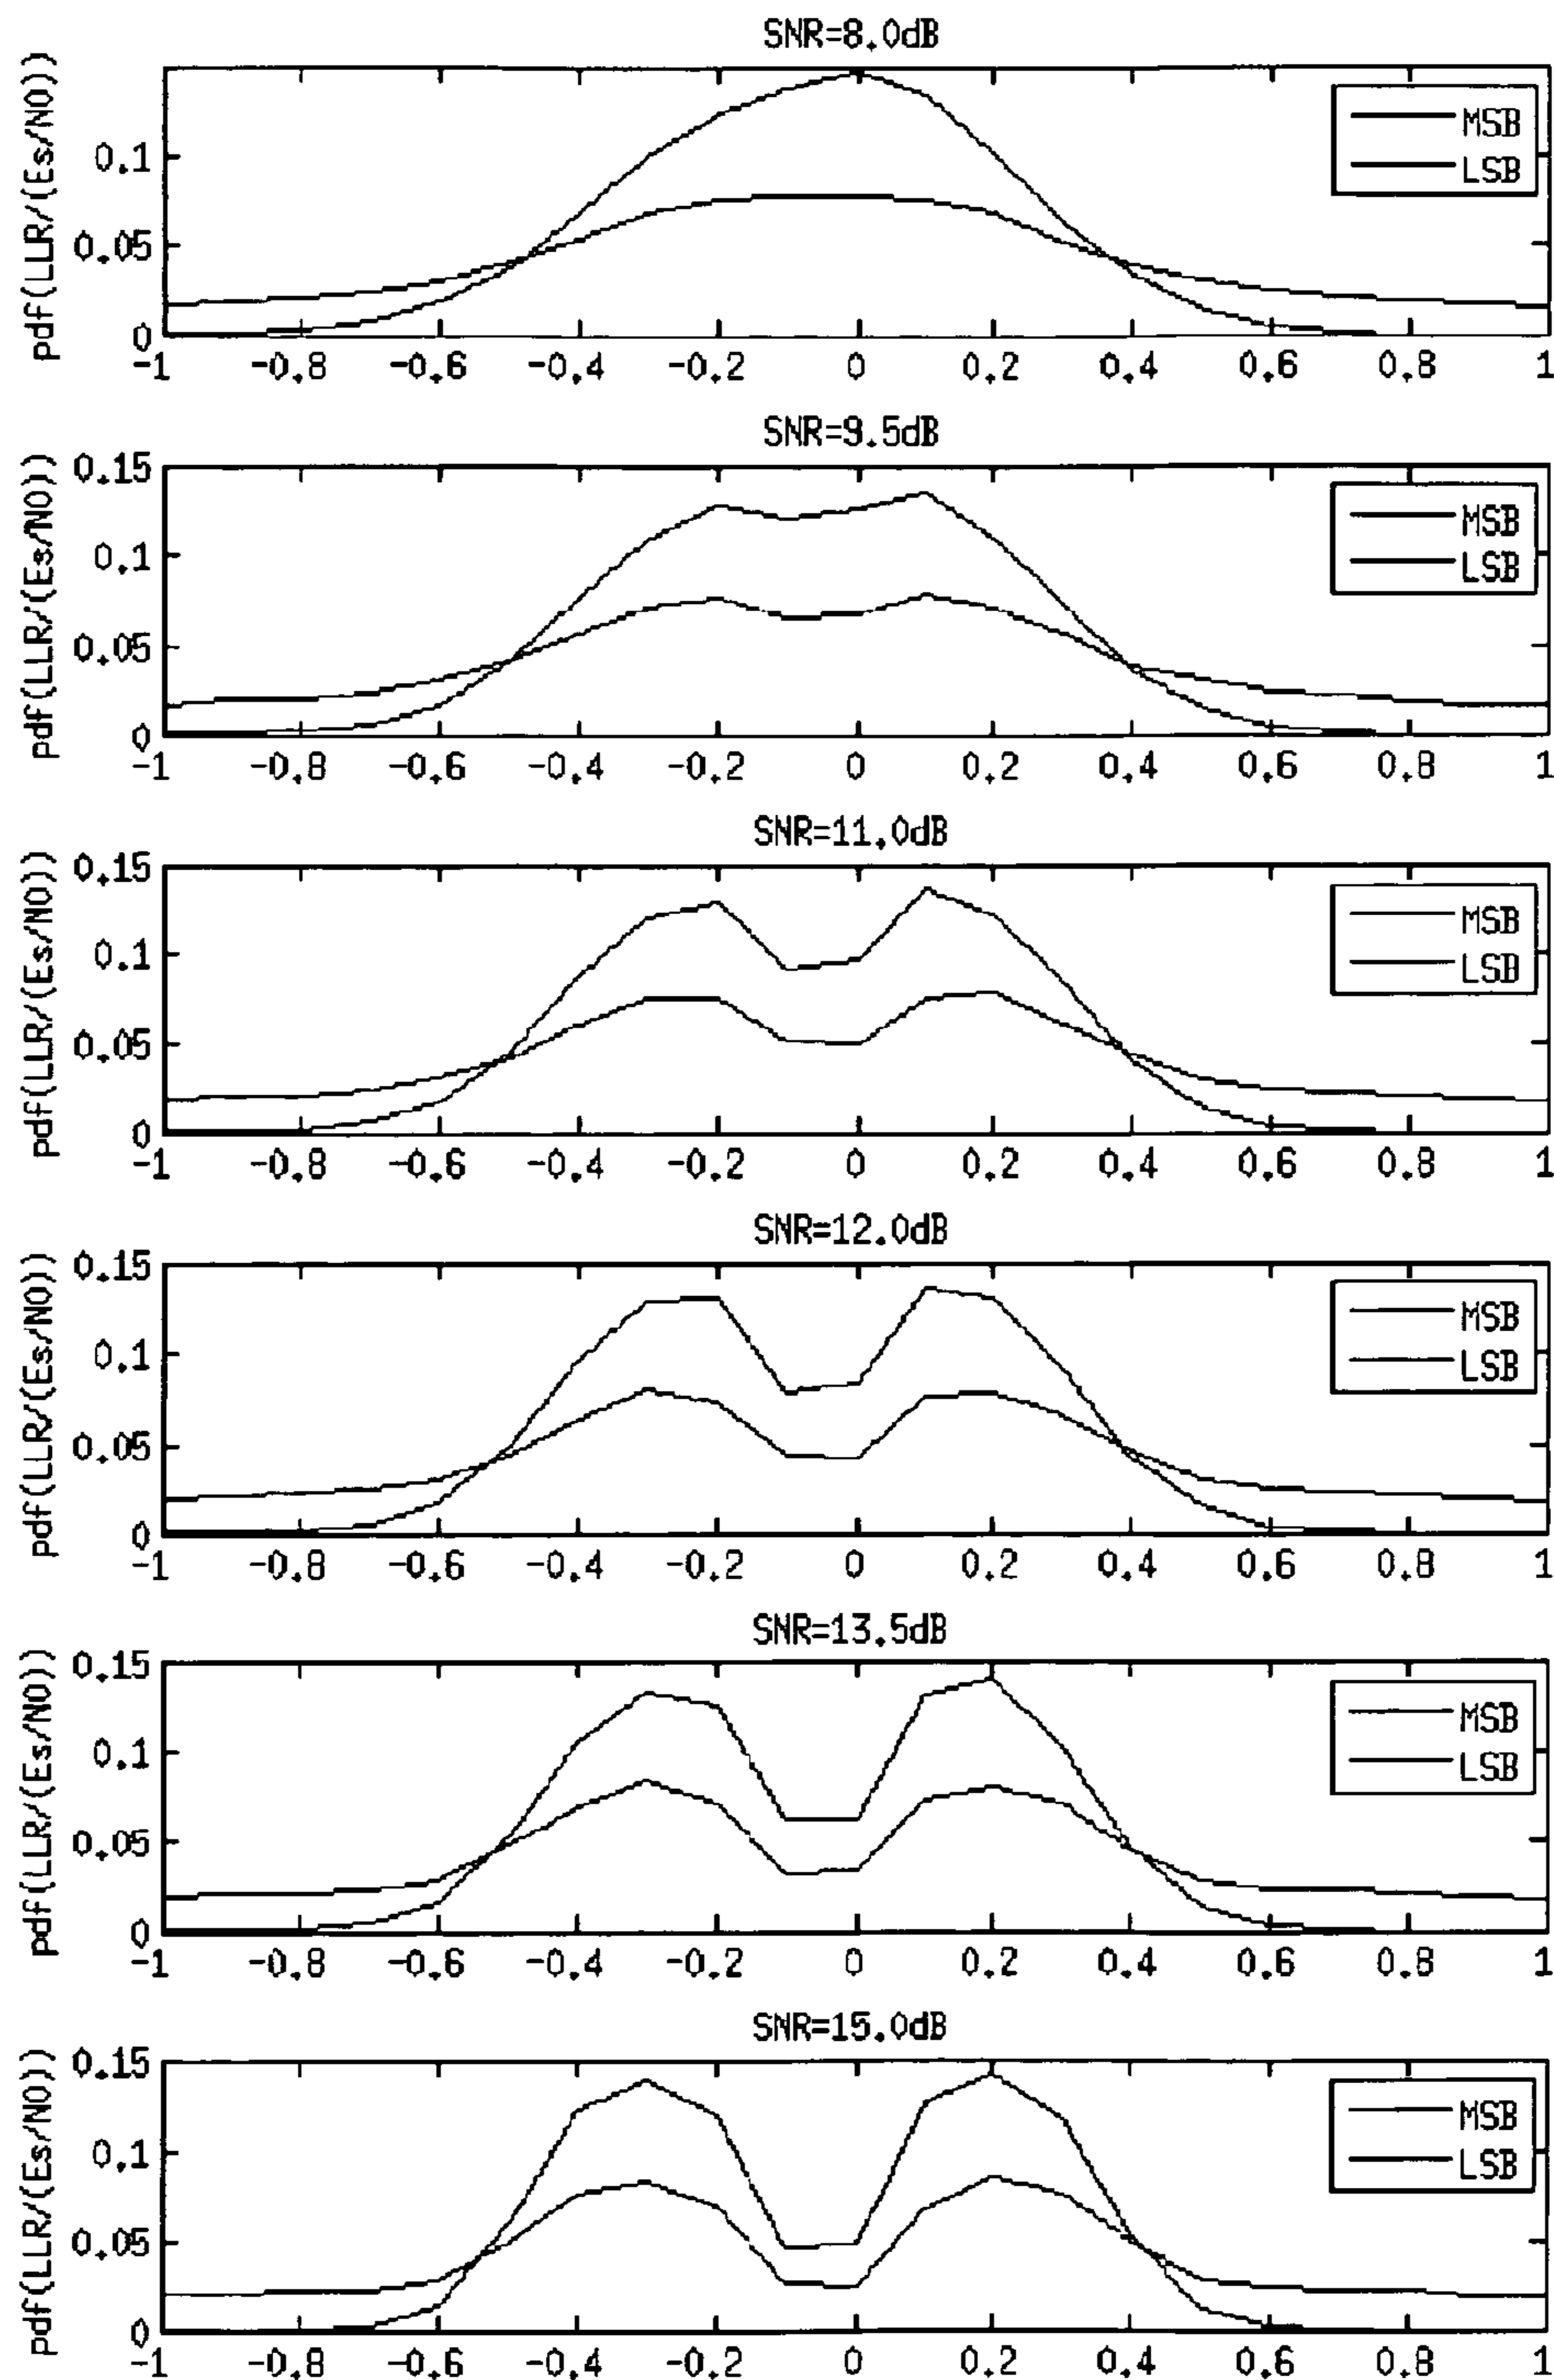 SNR=8.0dB
pdf(LLR/(Es/N0))
0.1
0.05
0
MSB
LSB
-1 -0.8 -0.6 -0.4 -0.2 0 0.2 0.4 0.6 0.8 1
SNR=9.5dB
pdf(LLR/(Es/N0))
0.15
0.1
0.05
0
MSB
LSB
-1 -0.8 -0.6 -0.4 -0.2 0 0.2 0.4 0.6 0.8 1
SNR=11.0dB
pdf(LLR/(Es/N0))
0.15
0.1
0.05
0
MSB
LSB
-1 -0.8 -0.6 -0.4 -0.2 0 0.2 0.4 0.6 0.8 1
SNR=12.0dB
pdf(LLR/(Es/N0))
0.15
0.1
0.05
0
MSB
LSB
-1 -0.8 -0.6 -0.4 -0.2 0 0.2 0.4 0.6 0.8 1
SNR=13.5dB
pdf(LLR/(Es/N0))
0.15
0.1
0.05
0
MSB
LSB
-1 -0.8 -0.6 -0.4 -0.2 0 0.2 0.4 0.6 0.8 1
SNR=15.0dB
pdf(LLR/(Es/N0))
0.15
0.1
0.05
0
MSB
LSB
-1 -0.8 -0.6 -0.4 -0.2 0 0.2 0.4 0.6 0.8 1